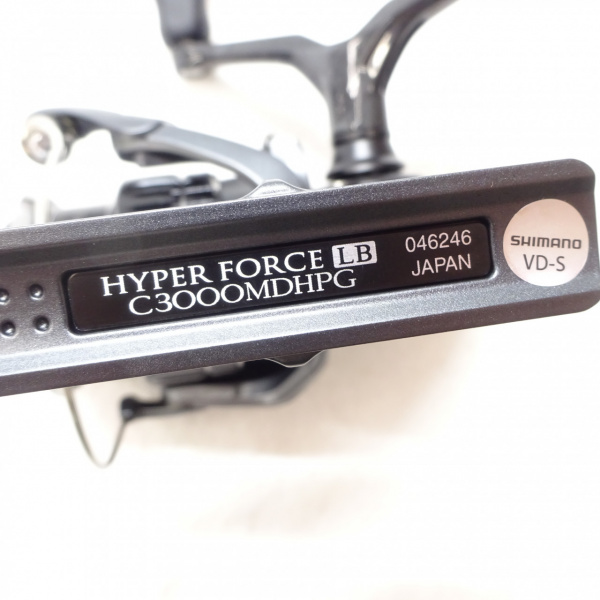 HYPER FORCE LB
C3000MDHPG
046246
JAPAN
SHIMANO
VD-S